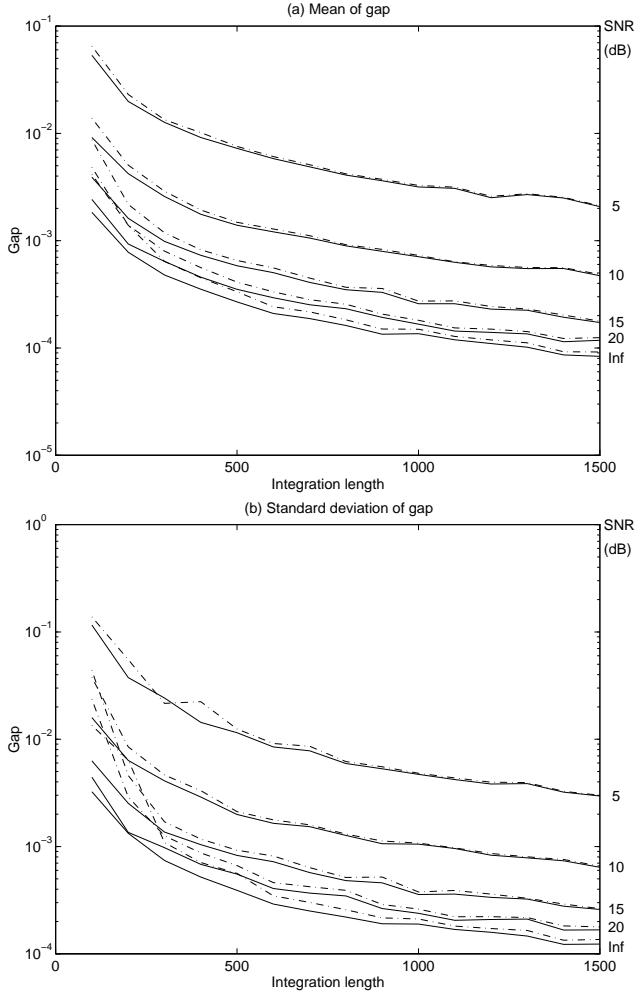 (a) Mean of gap
SNR
(dB)
10^-1
10^-2
10^-3
10^-4
10^-5
Gap
5
10
15
20
Inf
0
500
1000
1500
Integration length
(b) Standard deviation of gap
SNR
(dB)
10^0
10^-1
10^-2
10^-3
10^-4
Gap
5
10
15
20
Inf
0
500
1000
1500
Integration length